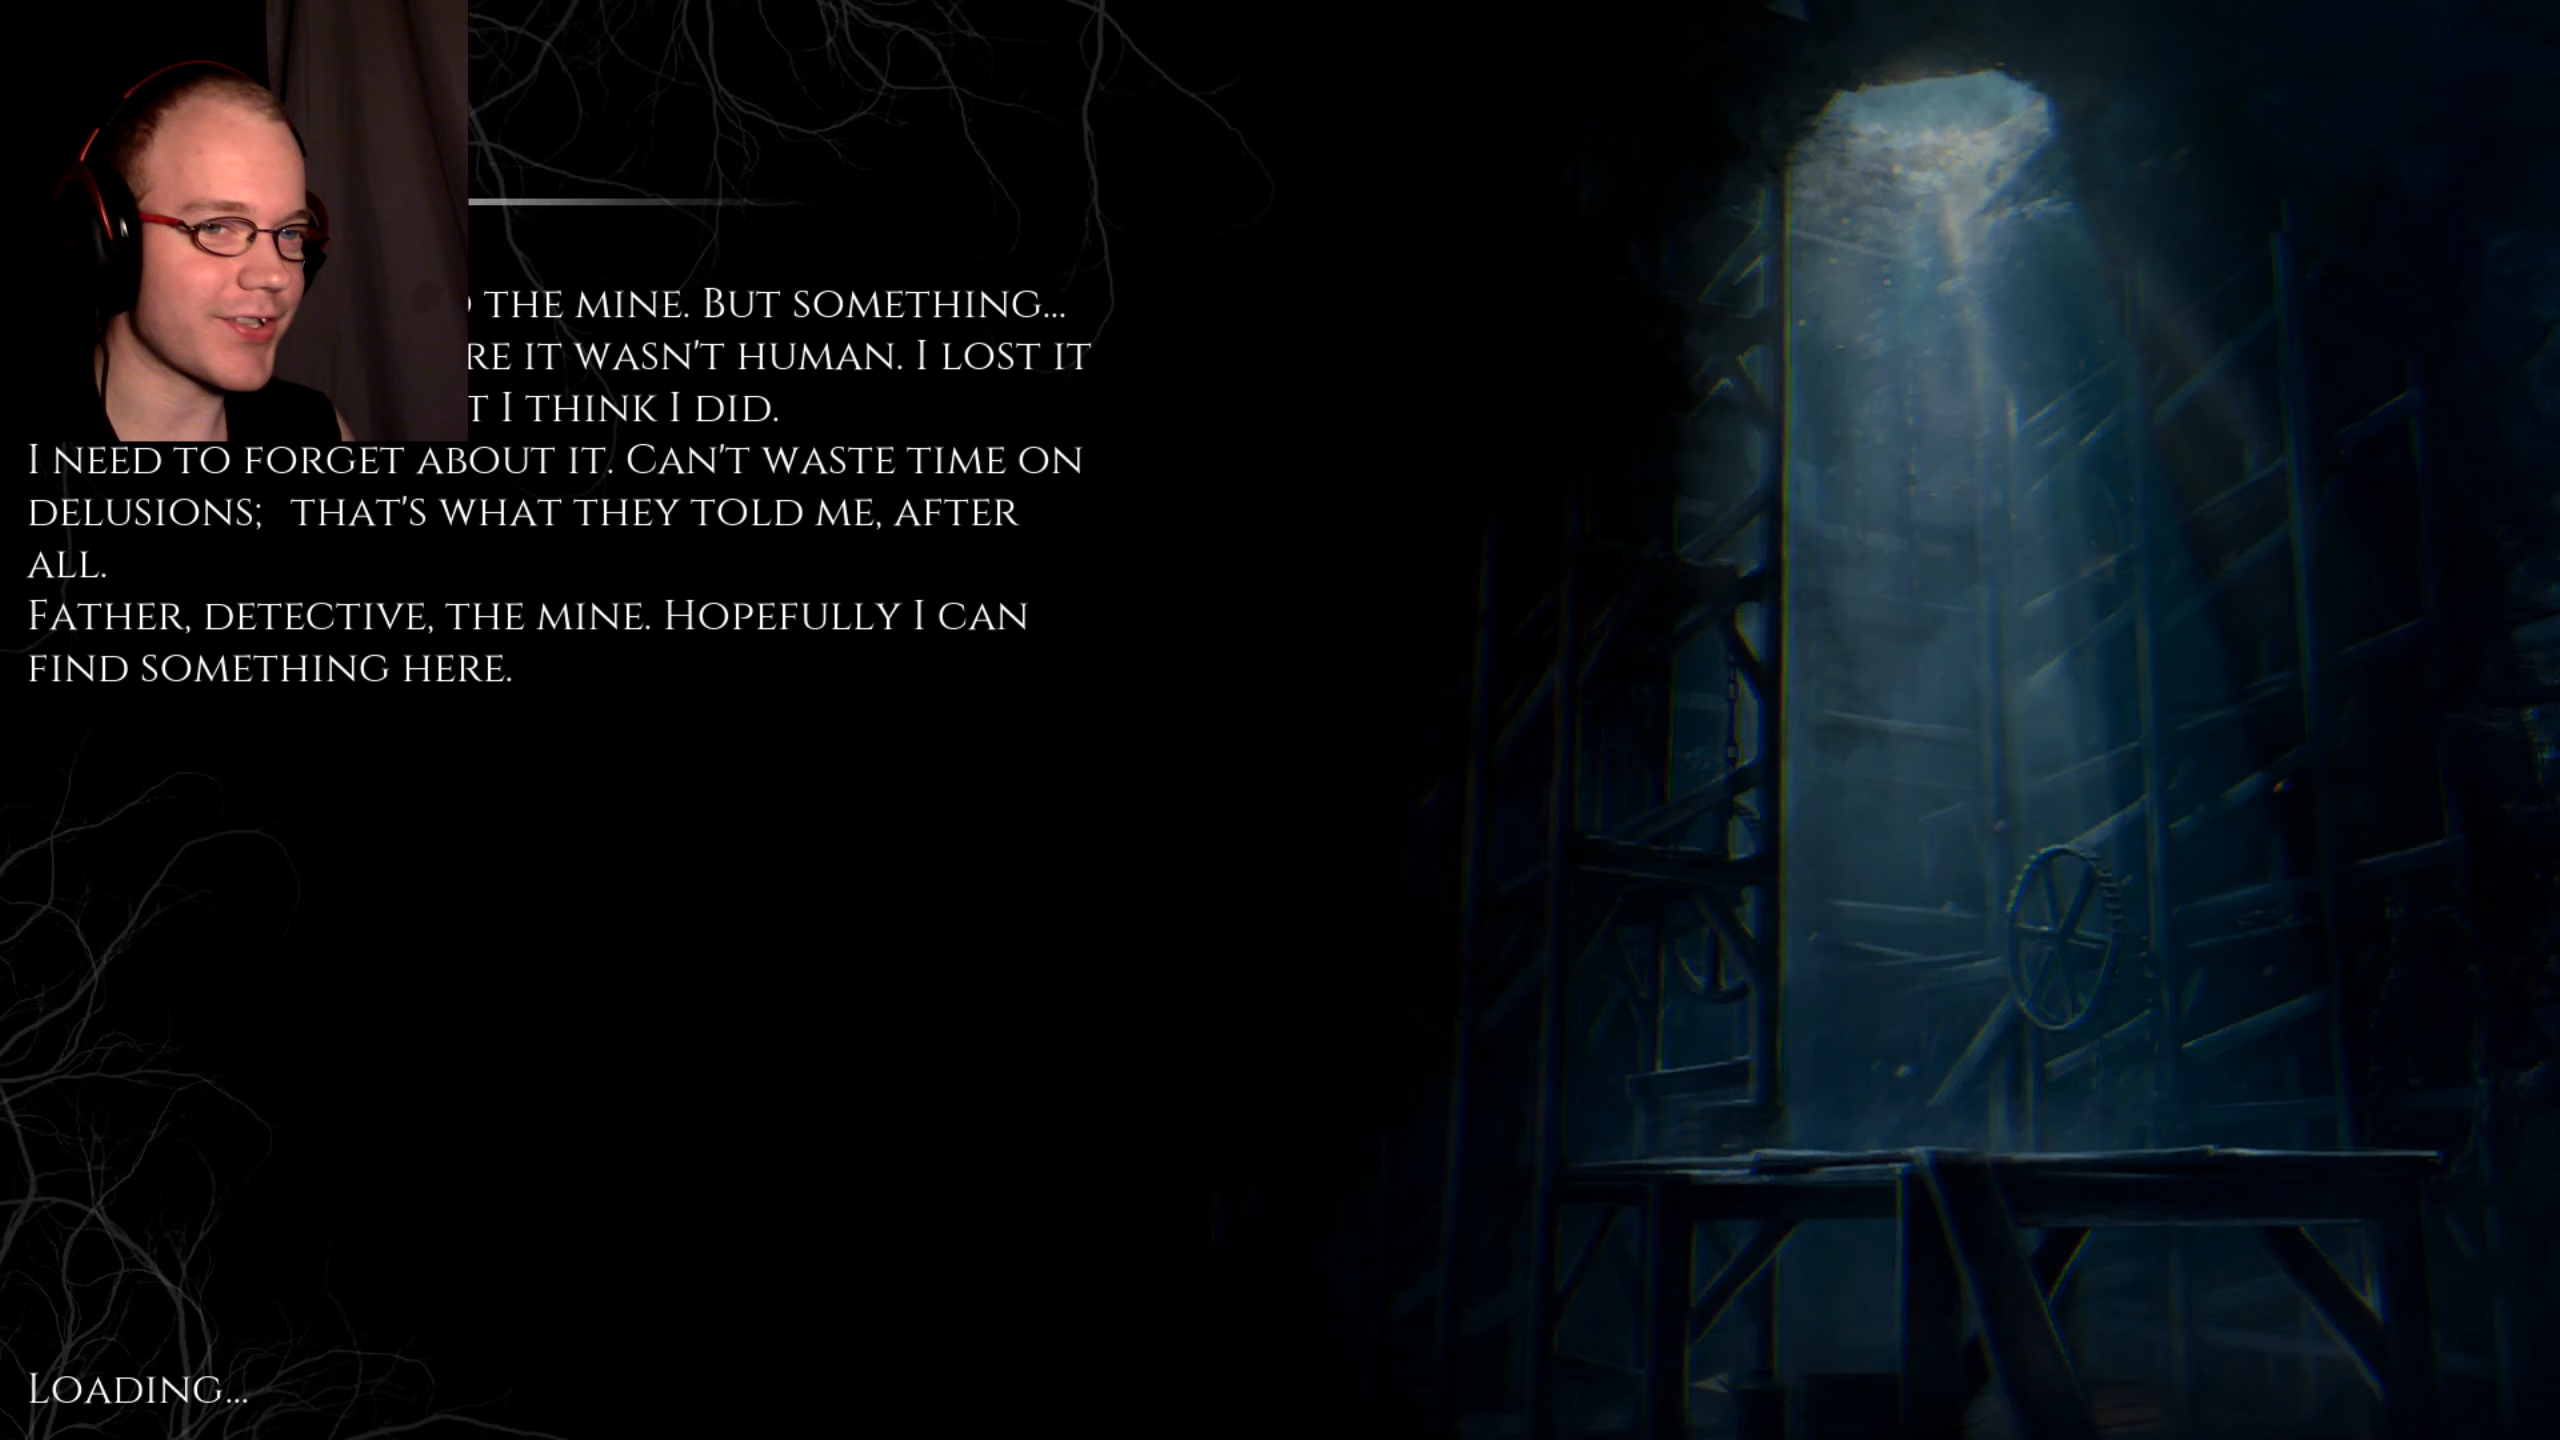 THE MINE. BUT SOMETHING...
IT WASN'T HUMAN. I LOST IT
I THINK I DID.
I NEED TO FORGET ABOUT IT. CAN'T WASTE TIME ON
DELUSIONS; THAT'S WHAT THEY TOLD ME, AFTER
ALL.
FATHER, DETECTIVE, THE MINE. HOPEFULLY I CAN
FIND SOMETHING HERE.
LOADING...